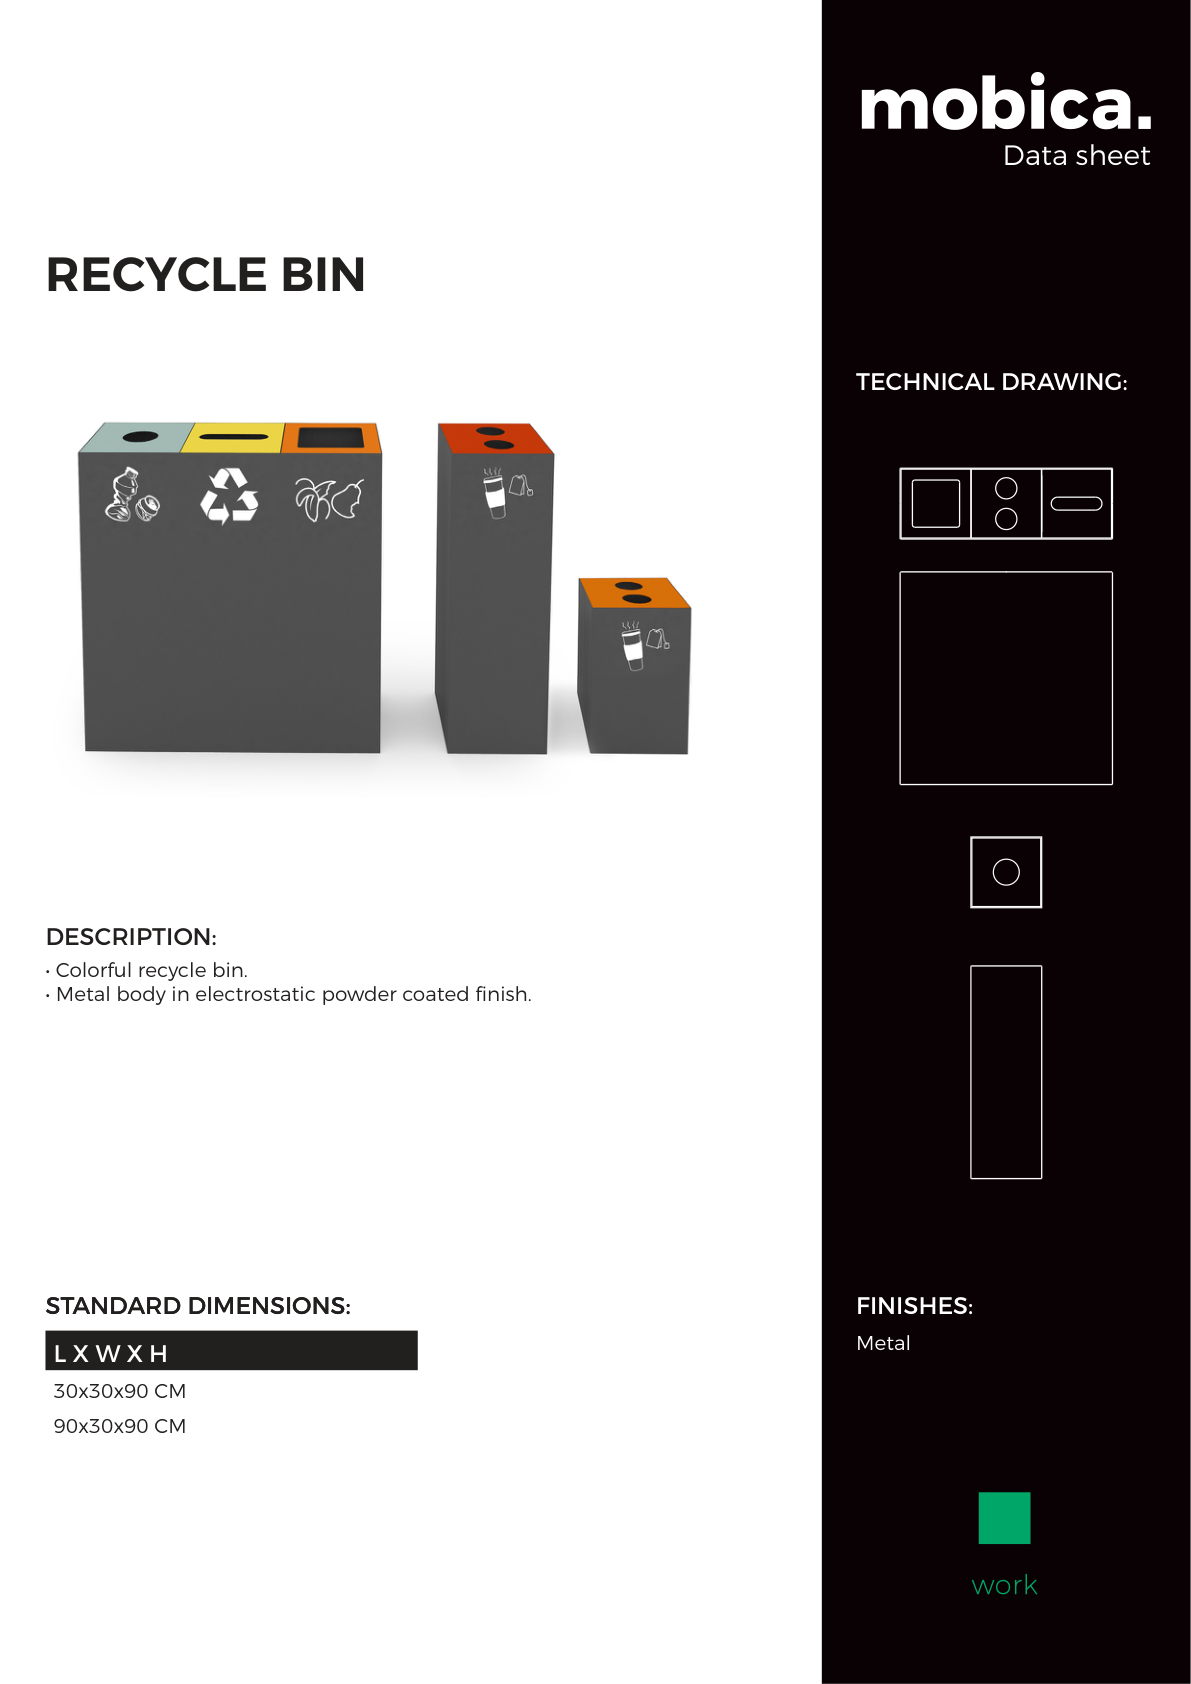 mobica.
Data sheet
RECYCLE BIN
TECHNICAL DRAWING:
DESCRIPTION:
• Colorful recycle bin.
• Metal body in electrostatic powder coated finish.
STANDARD DIMENSIONS:
L X W X H
30x30x90 CM
90x30x90 CM
FINISHES:
Metal
work